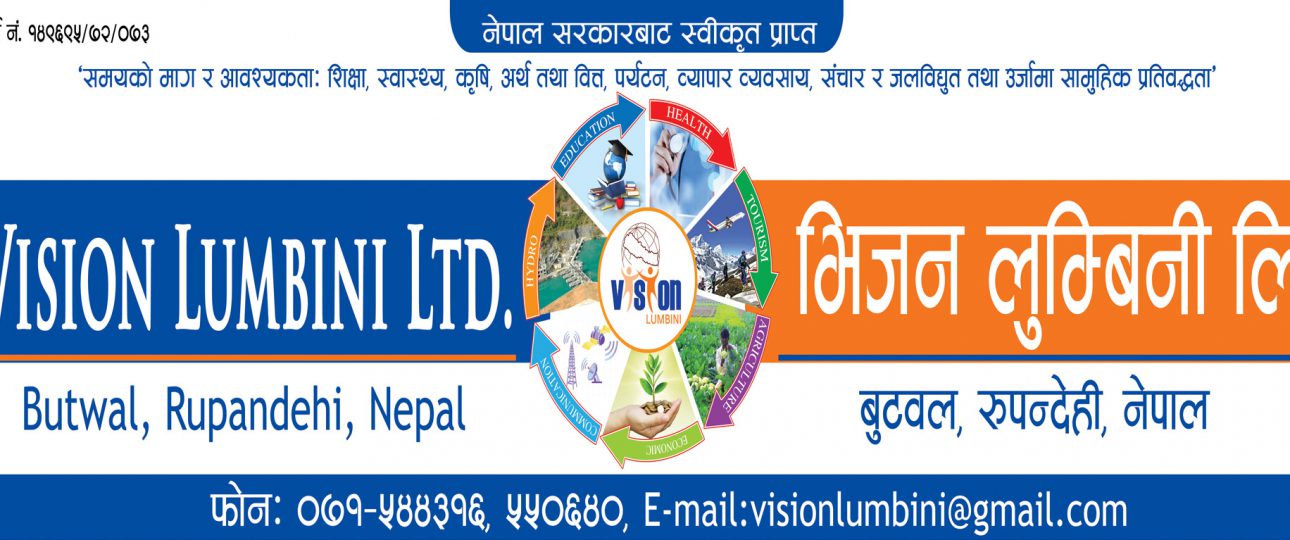 नं. १४९६९५/७२/०७३
नेपाल सरकारबाट स्वीकृत प्राप्त
‘समयको माग र आवश्यकताः शिक्षा, स्वास्थ्य, कृषि, अर्थ तथा वित्त, पर्यटन, व्यापार व्यवसाय, संचार र जलविद्युत तथा उर्जामा सामुहिक प्रतिवद्धता’
VISION LUMBINI LTD.
Butwal, Rupandehi, Nepal
EDUCATION
HEALTH
TOURISM
AGRICULTURE
ECONOMIC
COMMUNICATION
HYDRO
vision
LUMBINI
भिजन लुम्बिनी लि
बुटवल, रुपन्देही, नेपाल
फोनः ०७१-५४४३१६, ५५०६४०, E-mail:visionlumbini@gmail.com